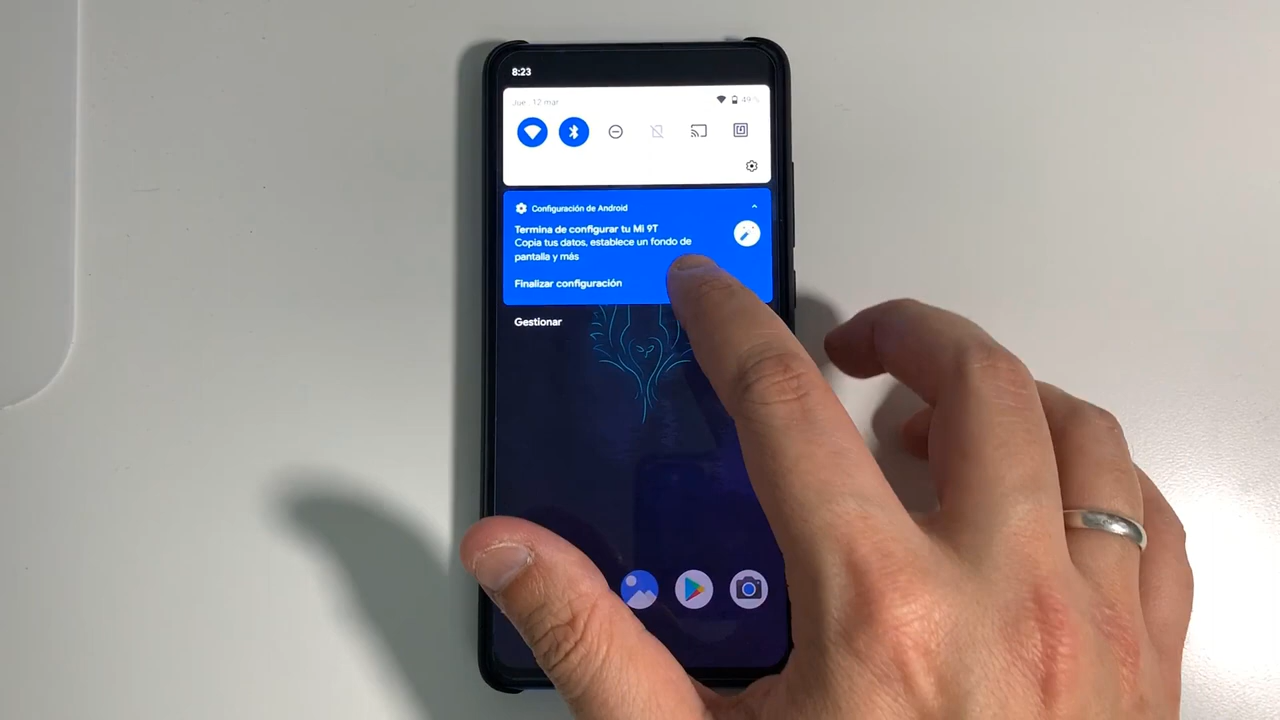 8:23
Jue., 12 mar.
49 %
Configuración de Android
Termina de configurar tu Mi 9T
Copia tus datos, establece un fondo de
pantalla y más
Finalizar configuración
Gestionar